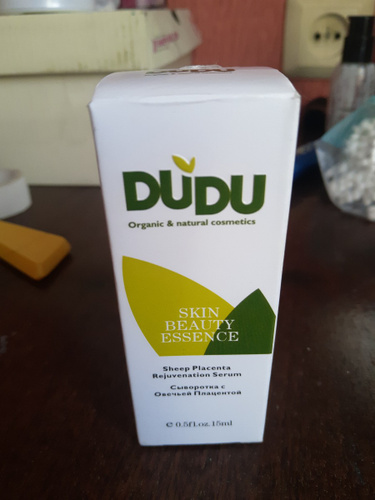 DUDU
Organic & natural cosmetics
SKIN
BEAUTY
ESSENCE
Sheep Placenta
Rejuvenation Serum
Сыворотка с
Овечьей Плацентой
℮ 0.5fl.oz.15ml